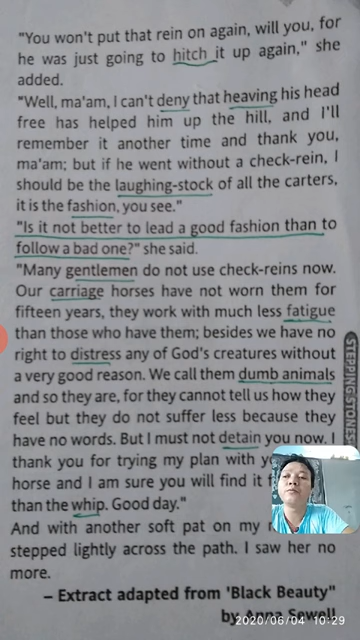 "You won't put that rein on again, will you, for
he was just going to hitch it up again," she
added.
"Well, ma'am, I can't deny that heaving his head
free has helped him up the hill, and I'll
remember it another time and thank you,
ma'am; but if he went without a check-rein, I
should be the laughing-stock of all the carters,
it is the fashion, you see."
"Is it not better to lead a good fashion than to
follow a bad one?" she said.
"Many gentlemen do not use check-reins now.
Our carriage horses have not worn them for
fifteen years, they work with much less fatigue
than those who have them; besides we have no
right to distress any of God's creatures without
a very good reason. We call them dumb animals
and so they are, for they cannot tell us how they
feel but they do not suffer less because they
have no words. But I must not detain you now. I
thank you for trying my plan with
horse and I am sure you will find it
than the whip. Good day."
And with another soft pat on my
stepped lightly across the path. I saw her no
more.
– Extract adapted from 'Black Beauty"
by Anna Sewell
STEPPING STONES
2020/06/04 10:29